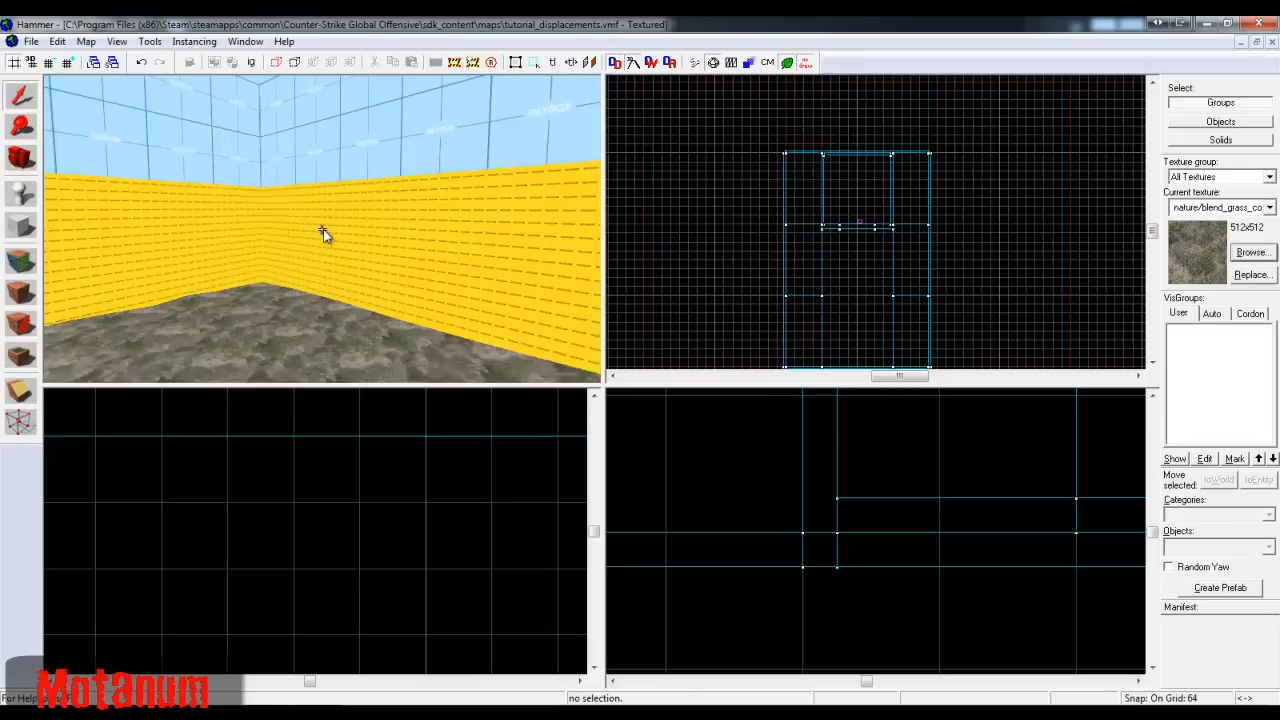 Hammer - [C:\Program Files (x86)\Steam\steamapps\common\Counter-Strike Global Offensive\sdk_content\maps\tutorial_displacements.vmf - Textured]
File Edit Map View Tools Instancing Window Help
CM
Select:
Groups
Objects
Solids
Texture group:
All Textures
Current texture:
nature/blend_grass_co
512x512
Browse...
Replace...
VisGroups:
User Auto Cordon
Show Edit Mark
Move
selected:
toWorld toEntity
Categories:
Objects:
Random Yaw
Create Prefab
Manifest:
Motanum
For Help
no selection.
Snap: On Grid: 64
<->